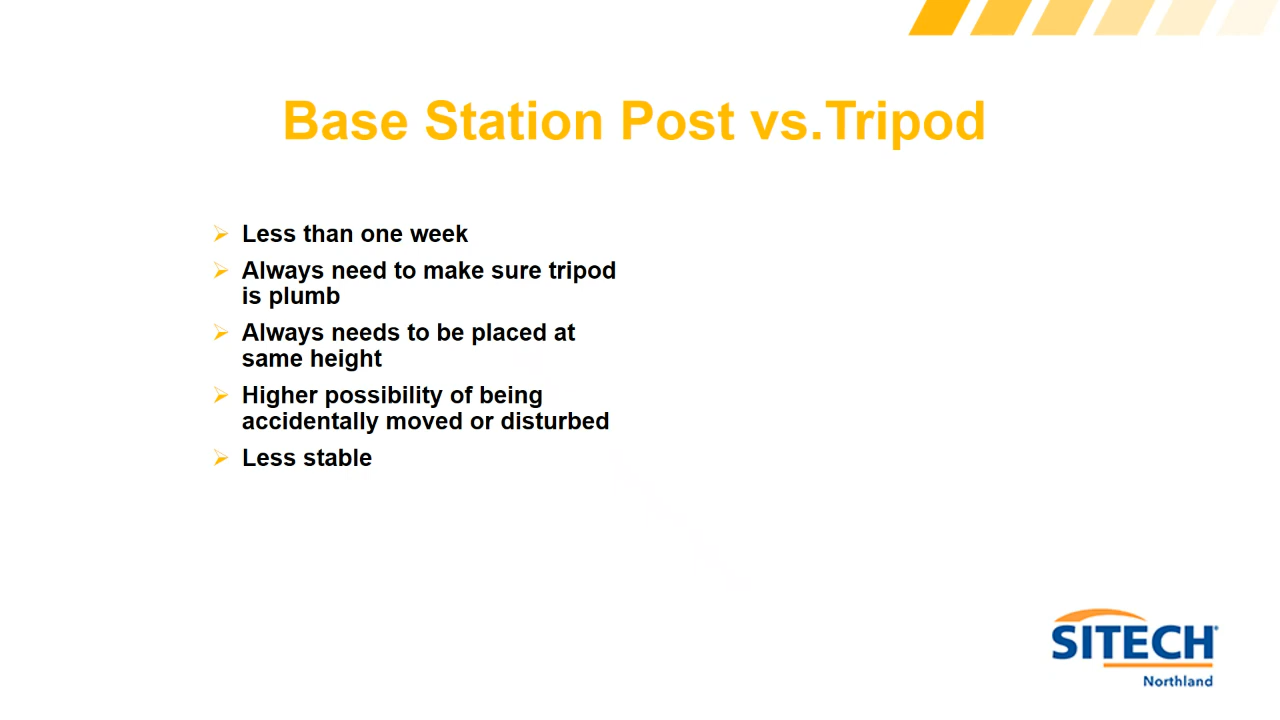 Base Station Post vs.Tripod
Less than one week
Always need to make sure tripod
is plumb
Always needs to be placed at
same height
Higher possibility of being
accidentally moved or disturbed
Less stable
SITECH
Northland